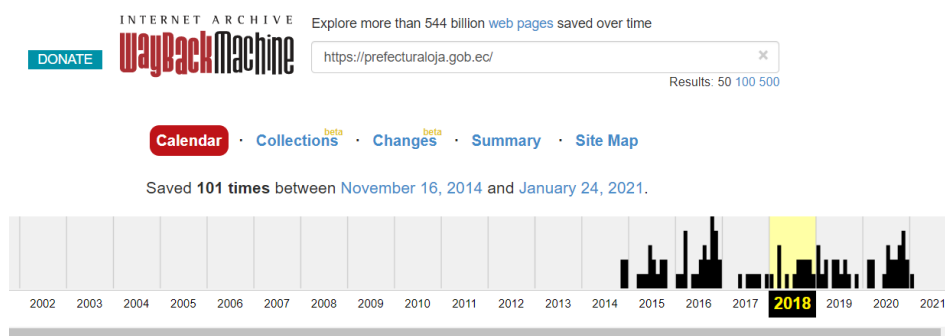 INTERNET ARCHIVE
Explore more than 544 billion web pages saved over time
DONATE
WayBackMachine
https://prefecturaloja.gob.ec/ ×
Results: 50 100 500
Calendar · Collections beta · Changes beta · Summary · Site Map
Saved 101 times between November 16, 2014 and January 24, 2021.
2002 2003 2004 2005 2006 2007 2008 2009 2010 2011 2012 2013 2014 2015 2016 2017 2018 2019 2020 2021